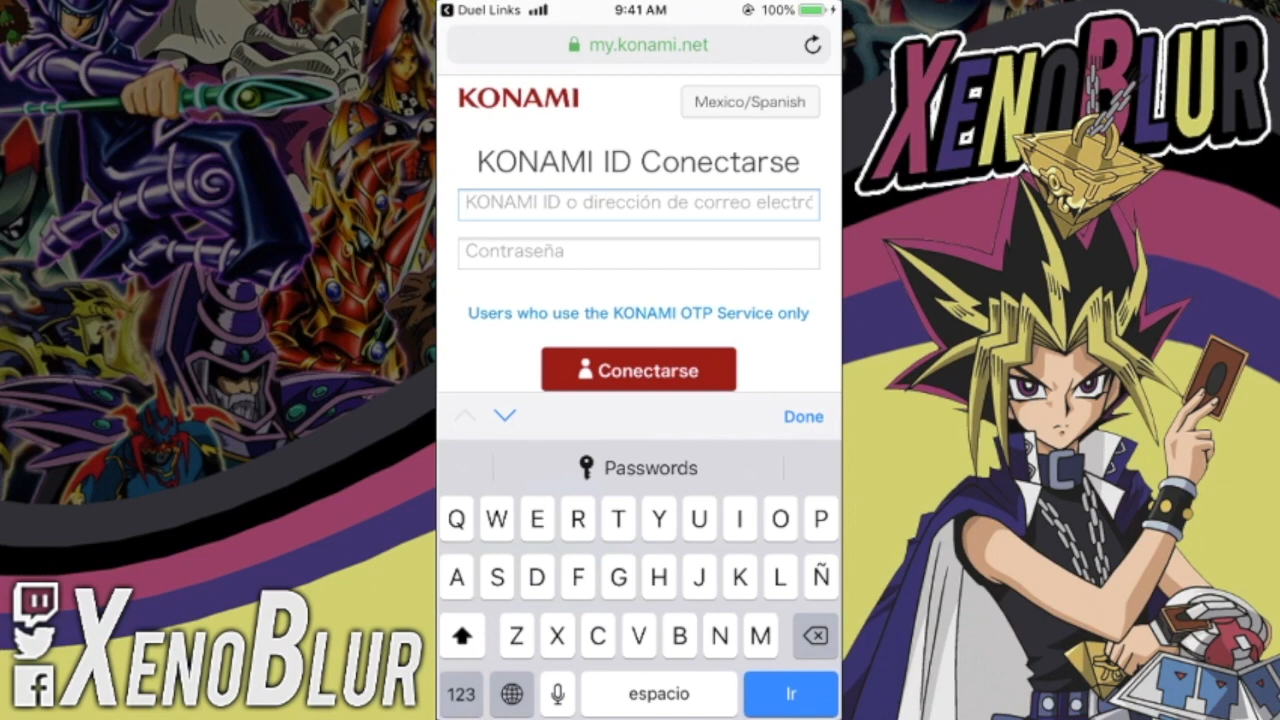 Duel Links
9:41 AM
100%
my.konami.net
KONAMI
Mexico/Spanish
KONAMI ID Conectarse
KONAMI ID o dirección de correo electró
Contraseña
Users who use the KONAMI OTP Service only
Conectarse
Done
Passwords
Q W E R T Y U I O P
A S D F G H J K L Ñ
Z X C V B N M
123
espacio
Ir
XENOBLUR
XENOBLUR